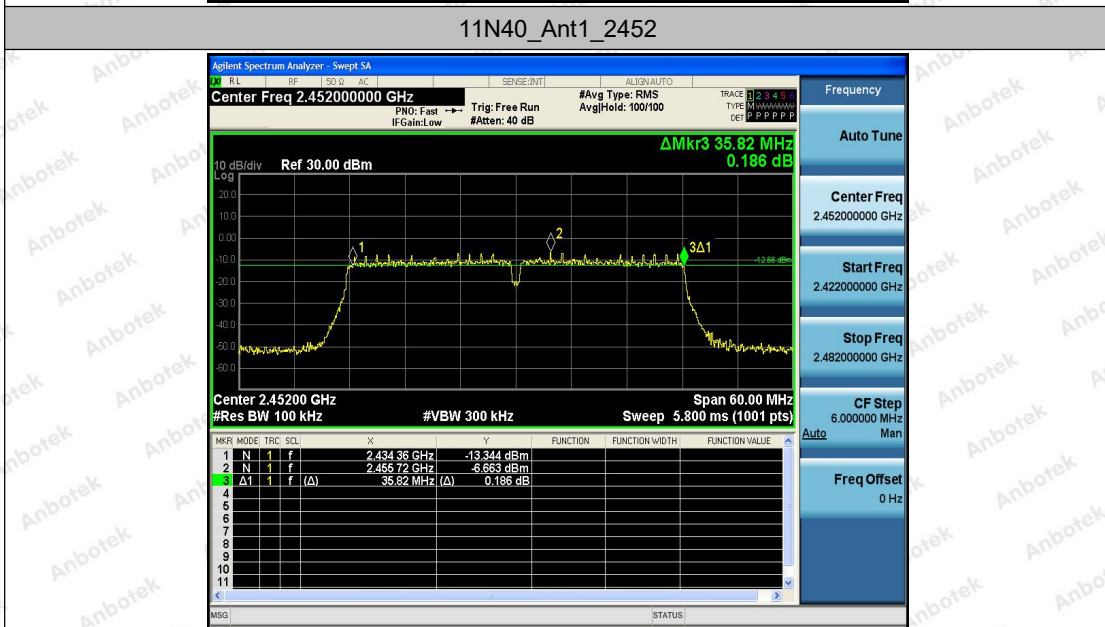 11N40_Ant1_2452
Agilent Spectrum Analyzer - Swept SA
RL RF 50 Ω AC SENSE:INT ALIGNAUTO
Center Freq 2.452000000 GHz
PNO: Fast
IFGain:Low
Trig: Free Run
#Atten: 40 dB
#Avg Type: RMS
Avg|Hold: 100/100
TRACE 1 2 3 4 5 6
TYPE M
DET P P P P P P
ΔMkr3 35.82 MHz
0.186 dB
10 dB/div Ref 30.00 dBm
Log
20.0
10.0
0.00
-10.0
-20.0
-30.0
-40.0
-50.0
-60.0
1
2
3Δ1
-12.66 dBm
Center 2.45200 GHz Span 60.00 MHz
#Res BW 100 kHz #VBW 300 kHz Sweep 5.800 ms (1001 pts)
MKR MODE TRC SCL X Y FUNCTION FUNCTION WIDTH FUNCTION VALUE
1 N 1 f 2.434 36 GHz -13.344 dBm
2 N 1 f 2.455 72 GHz -6.663 dBm
3 Δ1 1 f (Δ) 35.82 MHz (Δ) 0.186 dB
4
5
6
7
8
9
10
11
MSG STATUS
Frequency
Auto Tune
Center Freq
2.452000000 GHz
Start Freq
2.422000000 GHz
Stop Freq
2.482000000 GHz
CF Step
6.000000 MHz
Auto Man
Freq Offset
0 Hz
Anbotek